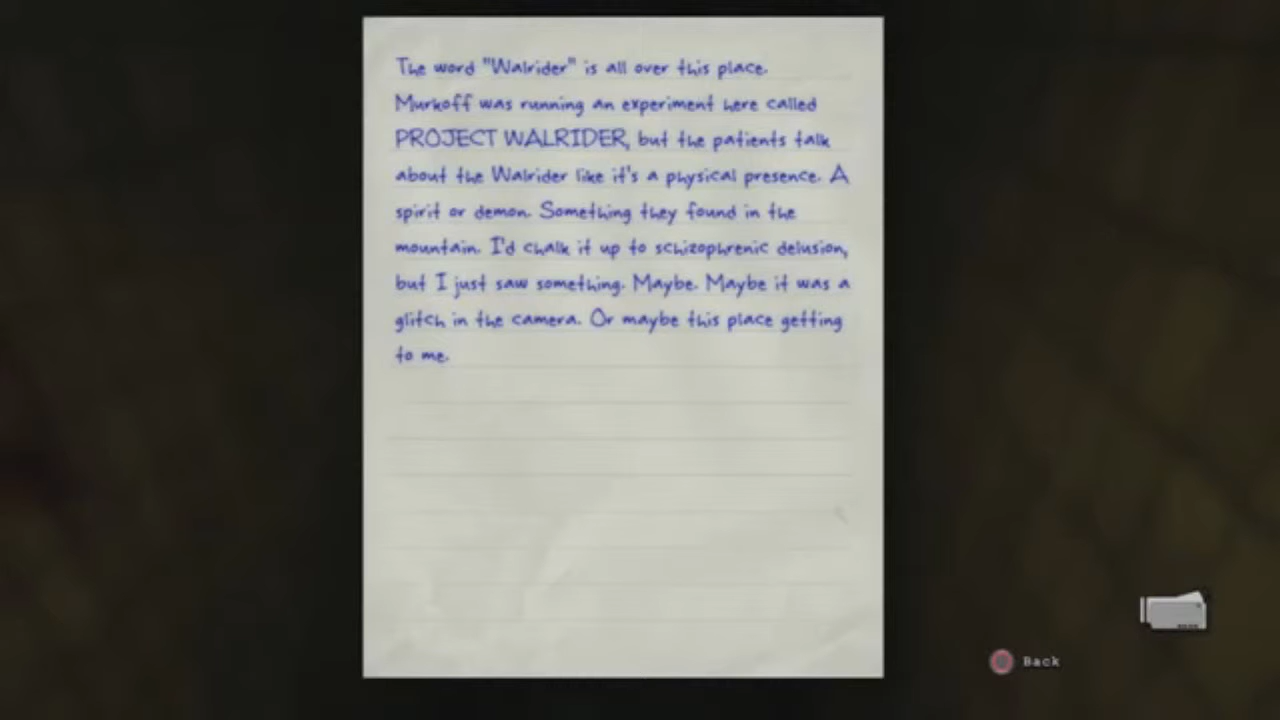 The word "Walrider" is all over this place.
Murkoff was running an experiment here called
PROJECT WALRIDER, but the patients talk
about the Walrider like it's a physical presence. A
spirit or demon. Something they found in the
mountain. I'd chalk it up to schizophrenic delusion,
but I just saw something. Maybe. Maybe it was a
glitch in the camera. Or maybe this place getting
to me.
Back